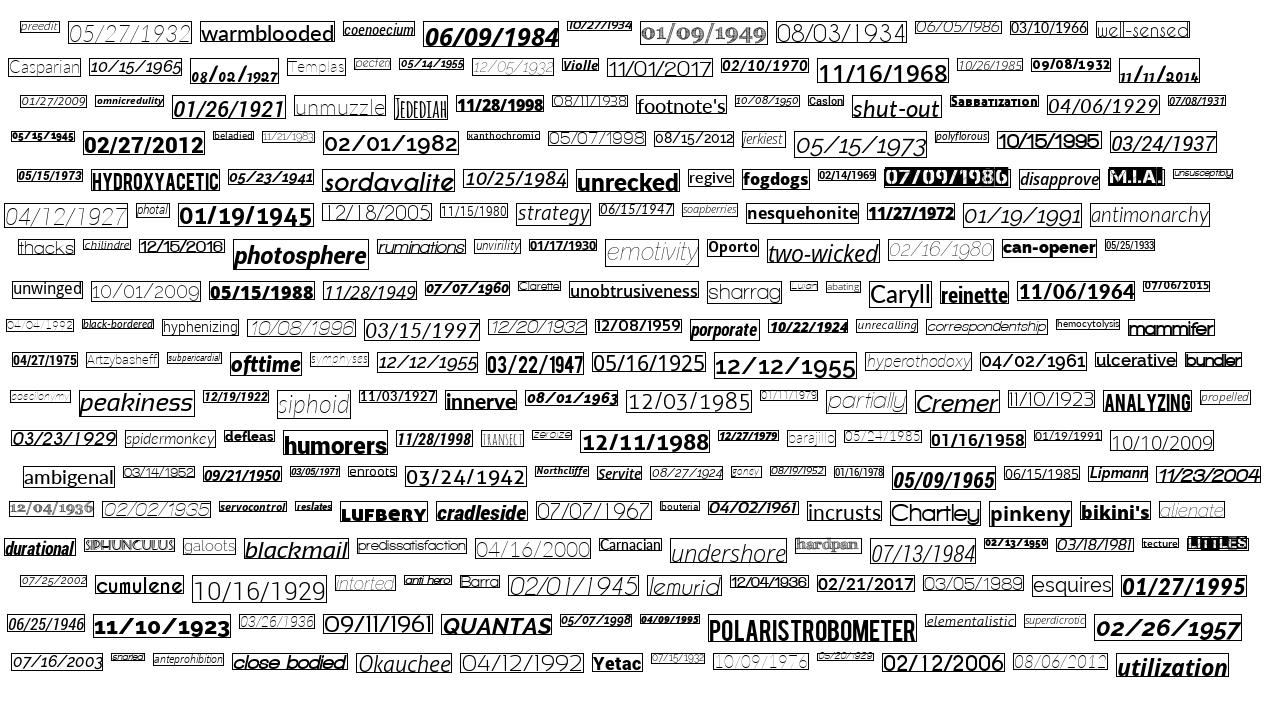 preedit 05/27/1932 warmblooded coenoecium 06/09/1984 10/27/1934 01/09/1949 08/03/1934 06/05/1986 03/10/1966 well-sensed
Casparian 10/15/1965 08/02/1927 Templas pecten 05/14/1955 12/05/1932 Violle 11/01/2017 02/10/1970 11/16/1968 10/26/1985 09/08/1932 11/11/2014
01/27/2009 omnicredulity 01/26/1921 unmuzzle Jedediah 11/28/1998 08/11/1938 footnote's 10/08/1950 Caslon shut-out Sabbatization 04/06/1929 07/08/1931
05/15/1945 02/27/2012 beladied 11/21/1983 02/01/1982 xanthochromic 05/07/1998 08/15/2012 jerkiest 05/15/1973 polyflorous 10/15/1995 03/24/1937
05/15/1973 HYDROXYACETIC 05/23/1941 sordavalite 10/25/1984 unrecked regive fogdogs 02/14/1969 07/09/1986 disapprove M.I.A. unsusceptibly
04/12/1927 photal 01/19/1945 12/18/2005 11/15/1980 strategy 06/15/1947 soapberries nesquehonite 11/27/1972 01/19/1991 antimonarchy
thacks chilindre 12/15/2016 photosphere ruminations unvirility 01/17/1930 emotivity Oporto two-wicked 02/16/1980 can-opener 05/25/1933
unwinged 10/01/2009 05/15/1988 11/28/1949 07/07/1960 Clarette unobtrusiveness sharrag Luian abating Caryll reinette 11/06/1964 07/06/2015
04/04/1992 black-bordered hyphenizing 10/08/1996 03/15/1997 12/20/1932 12/08/1959 porporate 10/22/1924 unrecalling correspondentship hemocytolysis mammifer
04/27/1975 Artzybasheff subpericardial ofttime symphyses 12/12/1955 03/22/1947 05/16/1925 12/12/1955 hyperothodoxy 04/02/1961 ulcerative bundler
caecilionymy peakiness 12/19/1922 siphoid 11/03/1927 innerve 08/01/1963 12/03/1985 01/11/1979 partially Cremer 11/10/1923 ANALYZING propelled
03/23/1929 spidermonkey defleas humorers 11/28/1998 TRANSECT zeroize 12/11/1988 12/27/1979 barajillo 05/24/1985 01/16/1958 01/19/1991 10/10/2009
ambigenal 03/14/1952 09/21/1950 03/05/1971 enroots 03/24/1942 Northcliffe Servite 08/27/1924 gancy 08/19/1952 01/16/1978 05/09/1965 06/15/1985 Lipmann 11/23/2004
12/04/1936 02/02/1935 servocontrol reslates LUFBERY cradleside 07/07/1967 bouteria 04/02/1961 incrusts Chartley pinkeny bikini's alienate
durational SIPHUNCULUS galoots blackmail predissatisfaction 04/16/2000 Carnacian undershore hardpan 07/13/1984 02/13/1950 03/18/1981 tecture LITTLES
07/25/2002 cumulene 10/16/1929 intorted anti hero Barra 02/01/1945 lemurid 12/04/1936 02/21/2017 03/05/1989 esquires 01/27/1995
06/25/1946 11/10/1923 03/26/1936 09/11/1961 QUANTAS 05/07/1998 04/09/1995 POLARISTROBOMETER elementalistic superdicrotic 02/26/1957
07/16/2003 snarled anteprohibition close bodied Okauchee 04/12/1992 Yetac 07/15/1932 10/09/1976 05/20/1929 02/12/2006 08/06/2012 utilization